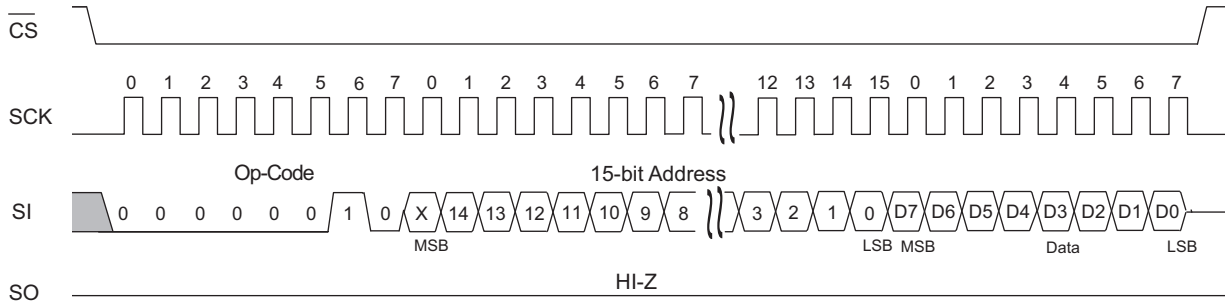 CS
0 1 2 3 4 5 6 7 0 1 2 3 4 5 6 7 12 13 14 15 0 1 2 3 4 5 6 7
SCK
Op-Code 15-bit Address
SI 0 0 0 0 0 0 1 0 X 14 13 12 11 10 9 8 3 2 1 0 D7 D6 D5 D4 D3 D2 D1 D0
MSB LSB MSB Data LSB
HI-Z
SO